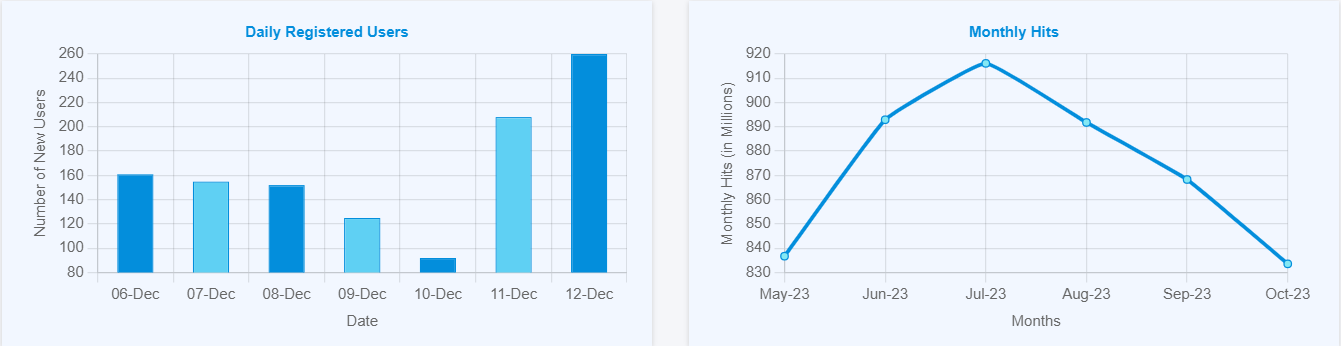 Daily Registered Users
260
240
220
200
180
160
140
120
100
80
Number of New Users
06-Dec 07-Dec 08-Dec 09-Dec 10-Dec 11-Dec 12-Dec
Date
Monthly Hits
920
910
900
890
880
870
860
850
840
830
Monthly Hits (in Millions)
May-23 Jun-23 Jul-23 Aug-23 Sep-23 Oct-23
Months